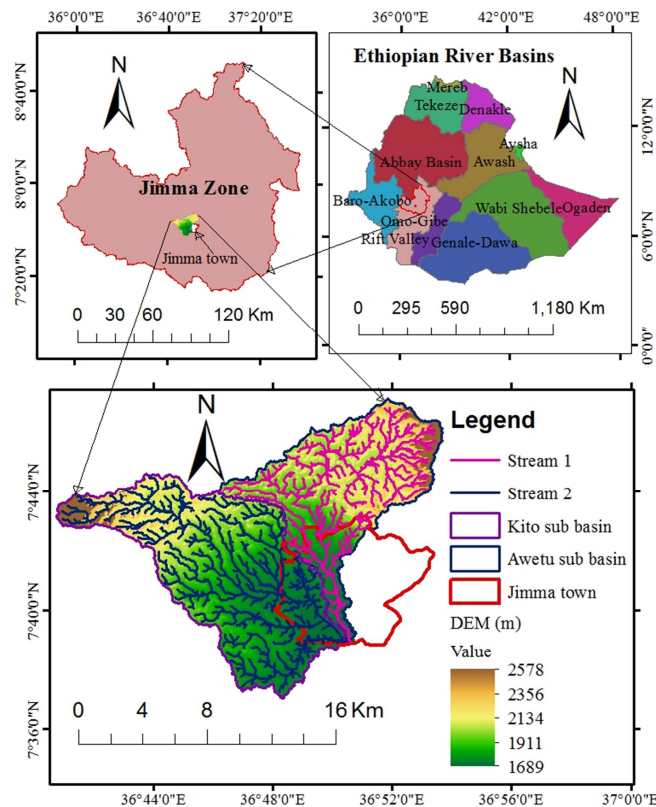 36°0'0"E 36°40'0"E 37°20'0"E
8°40'N
8°0'0"N
7°20'0"N
N
Jimma Zone
Jimma town
0 30 60 120 Km
36°0'0"E 42°0'0"E 48°0'0"E
Ethiopian River Basins
N
Mereb
Tekeze
Denakle
Aysha
Abbay Basin
Awash
Baro-Akobo
Omo-Gibe
Wabi Shebele
Ogaden
Rift Valley
Genale-Dawa
0 295 590 1,180 Km
12°0'0"N
6°0'0"N
0°0'0"
N
7°44'0"N
7°40'0"N
7°36'0"N
0 4 8 16 Km
36°44'0"E 36°48'0"E 36°52'0"E 36°56'0"E 37°0'0"E
Legend
Stream 1
Stream 2
Kito sub basin
Awetu sub basin
Jimma town
DEM (m)
Value
2578
2356
2134
1911
1689